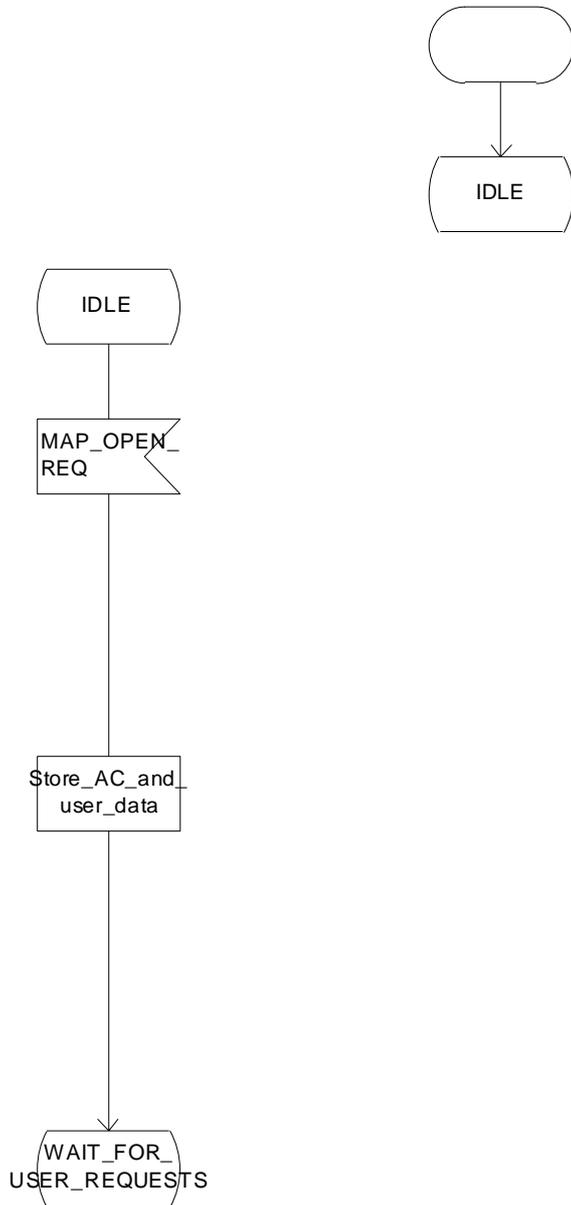 IDLE
IDLE
MAP_OPEN_
REQ
Store_AC_and_
user_data
WAIT_FOR_
USER_REQUESTS